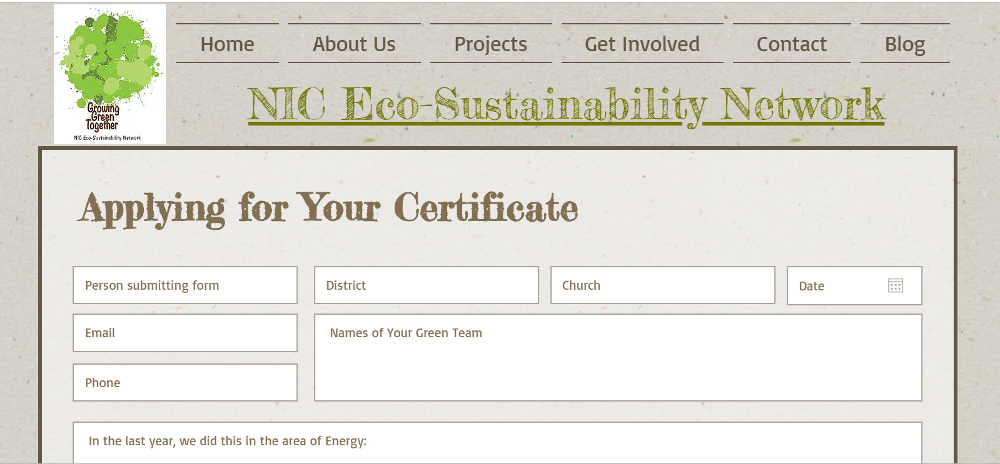 Home About Us Projects Get Involved Contact Blog
NIC Eco-Sustainability Network
Growing
Green
Together
NIC Eco-Sustainability Network
Applying for Your Certificate
Person submitting form District Church Date
Email Names of Your Green Team
Phone
In the last year, we did this in the area of Energy: